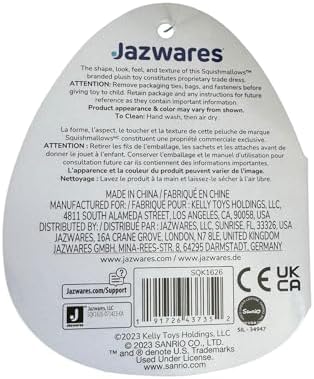 Jazwares®
The shape, look, feel, and texture of this Squishmallows™
branded plush toy constitutes proprietary trade dress.
ATTENTION: Remove packaging ties, bags, and fasteners before
giving toy to child. Retain package and any instructions for future
reference as they contain important information.
Product appearance & color may vary from shown.
To Clean: Hand wash, then air dry.
La forme, l'aspect, le toucher et la texture de cette peluche de marque
Squishmallowsᴹᶜ constituent une propriété commerciale exclusive.
ATTENTION : Retirer les fils de l'emballage, les sachets et les attaches avant de
donner le jouet à l'enfant. Conserver l'emballage et le manuel d'utilisation pour
consultation future car ils contiennent des informations importantes.
L'apparence et la couleur du produit peuvent varier de l'image.
Nettoyage : Lavez le produit à la main et laissez-le sécher à l'air libre.
MADE IN CHINA / FABRIQUÉ EN CHINE
MANUFACTURED FOR: / FABRIQUÉ POUR : KELLY TOYS HOLDINGS, LLC,
4811 SOUTH ALAMEDA STREET, LOS ANGELES, CA, 90058, USA
DISTRIBUTED BY: / DISTRIBUÉ PAR : JAZWARES, LLC, SUNRISE, FL, 33326, USA
JAZWARES, 16A CRANE GROVE, LONDON, N7 8LE, UNITED KINGDOM
JAZWARES GMBH, MINA-REES-STR. 8, 64295 DARMSTADT, GERMANY
Jazwares.com // jazwares.de
SQK1626
Jazwares.com/Support
Jazwares, LLC
Jazwares
1 91726 43735 2
CE
UK
CA
Sanrio
SIL - 34947
©2023 Kelly Toys Holdings, LLC
©2023 SANRIO CO., LTD.
™ and ® denote U.S. Trademarks
Used Under License.